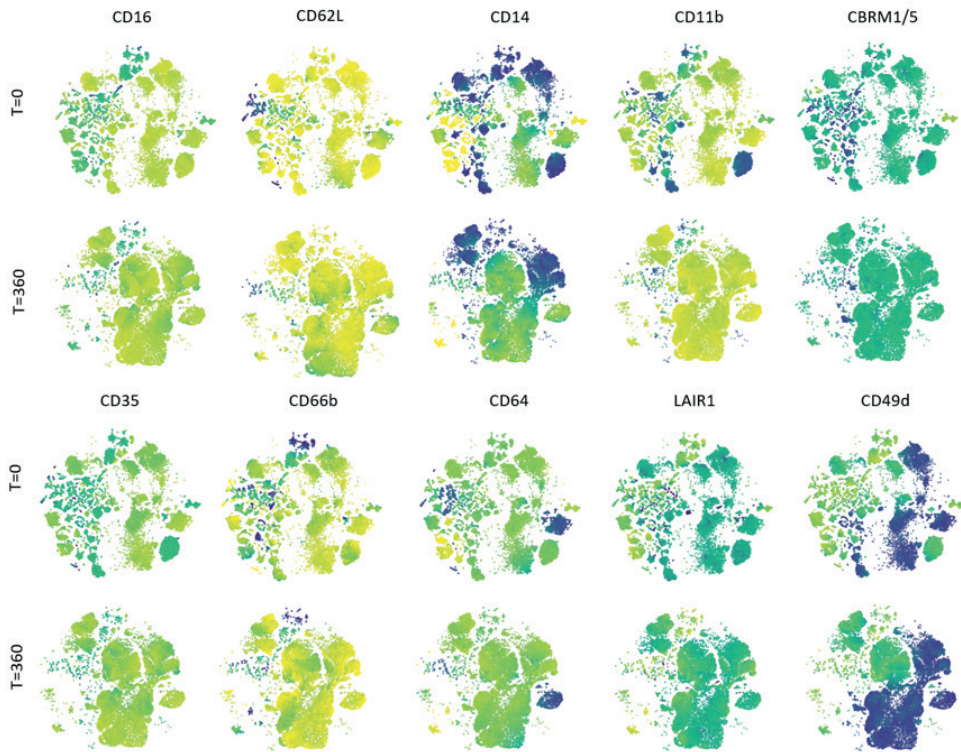 CD16 CD62L CD14 CD11b CBRM1/5
T=0
T=360
CD35 CD66b CD64 LAIR1 CD49d
T=0
T=360